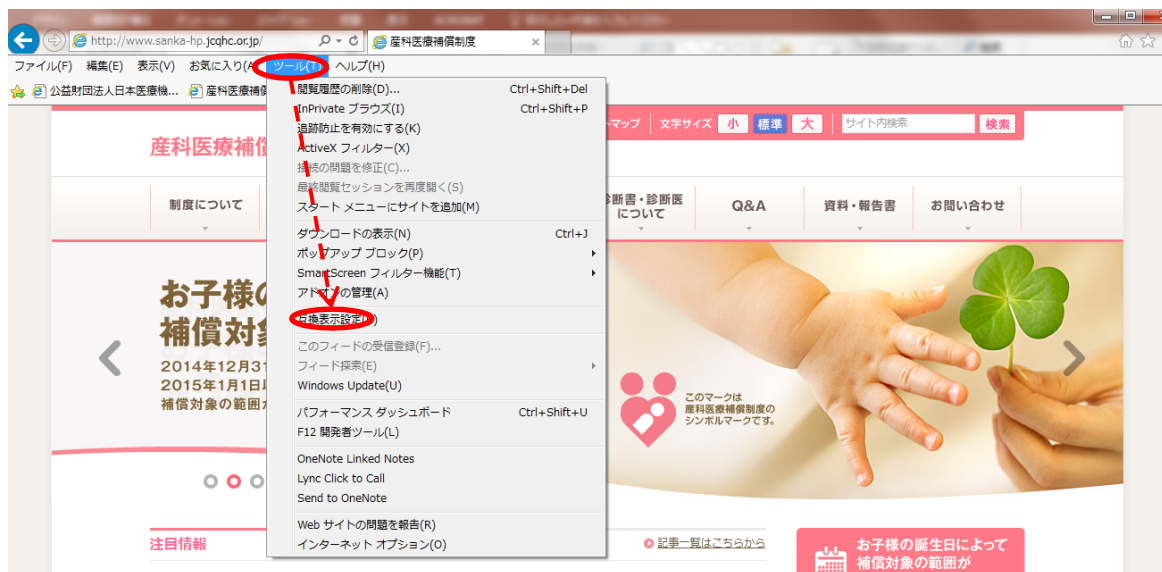 http://www.sanka-hp.jcqhc.or.jp/
産科医療補償制度
ファイル(F) 編集(E) 表示(V) お気に入り(A) ツール(T) ヘルプ(H)
公益財団法人日本医療機... 産科医療補償
閲覧履歴の削除(D)... Ctrl+Shift+Del
InPrivate ブラウズ(I) Ctrl+Shift+P
追跡防止を有効にする(K)
ActiveX フィルター(X)
接続の問題を修正(C)...
最終閲覧セッションを再度開く(S)
スタート メニューにサイトを追加(M)
ダウンロードの表示(N) Ctrl+J
ポップアップ ブロック(P)
SmartScreen フィルター機能(T)
アドオンの管理(A)
互換表示設定(B)
このフィードの受信登録(F)...
フィード探索(E)
Windows Update(U)
パフォーマンス ダッシュボード Ctrl+Shift+U
F12 開発者ツール(L)
OneNote Linked Notes
Lync Click to Call
Send to OneNote
Web サイトの問題を報告(R)
インターネット オプション(O)
マップ 文字サイズ 小 標準 大 サイト内検索 検索
産科医療補償
制度について
診断書・診断医
について
Q&A
資料・報告書
お問い合わせ
お子様の
補償対象
2014年12月31
2015年1月1日
補償対象の範囲
このマークは
産科医療補償制度の
シンボルマークです。
注目情報
記事一覧はこちらから
お子様の誕生日によって
補償対象の範囲が